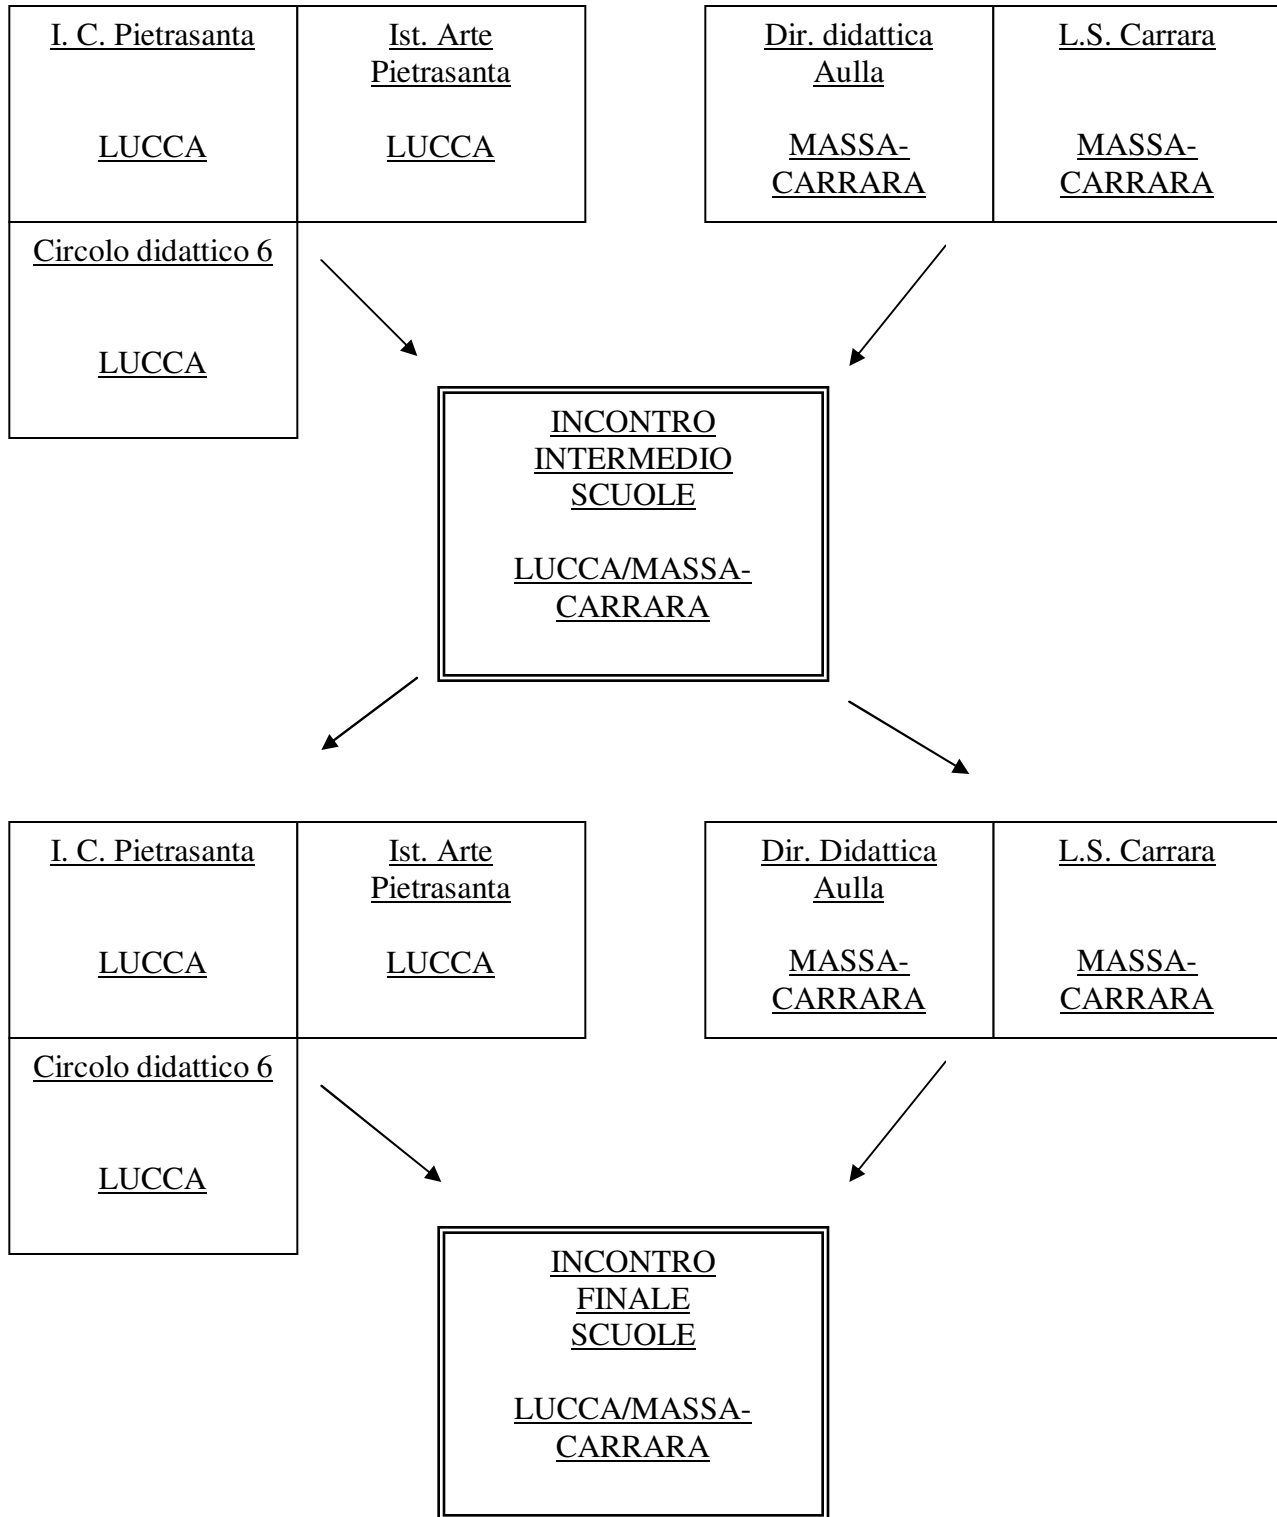 I. C. Pietrasanta
LUCCA
Ist. Arte
Pietrasanta
LUCCA
Dir. didattica
Aulla
MASSA-
CARRARA
L.S. Carrara
MASSA-
CARRARA
Circolo didattico 6
LUCCA
INCONTRO
INTERMEDIO
SCUOLE
LUCCA/MASSA-
CARRARA
I. C. Pietrasanta
LUCCA
Ist. Arte
Pietrasanta
LUCCA
Dir. Didattica
Aulla
MASSA-
CARRARA
L.S. Carrara
MASSA-
CARRARA
Circolo didattico 6
LUCCA
INCONTRO
FINALE
SCUOLE
LUCCA/MASSA-
CARRARA